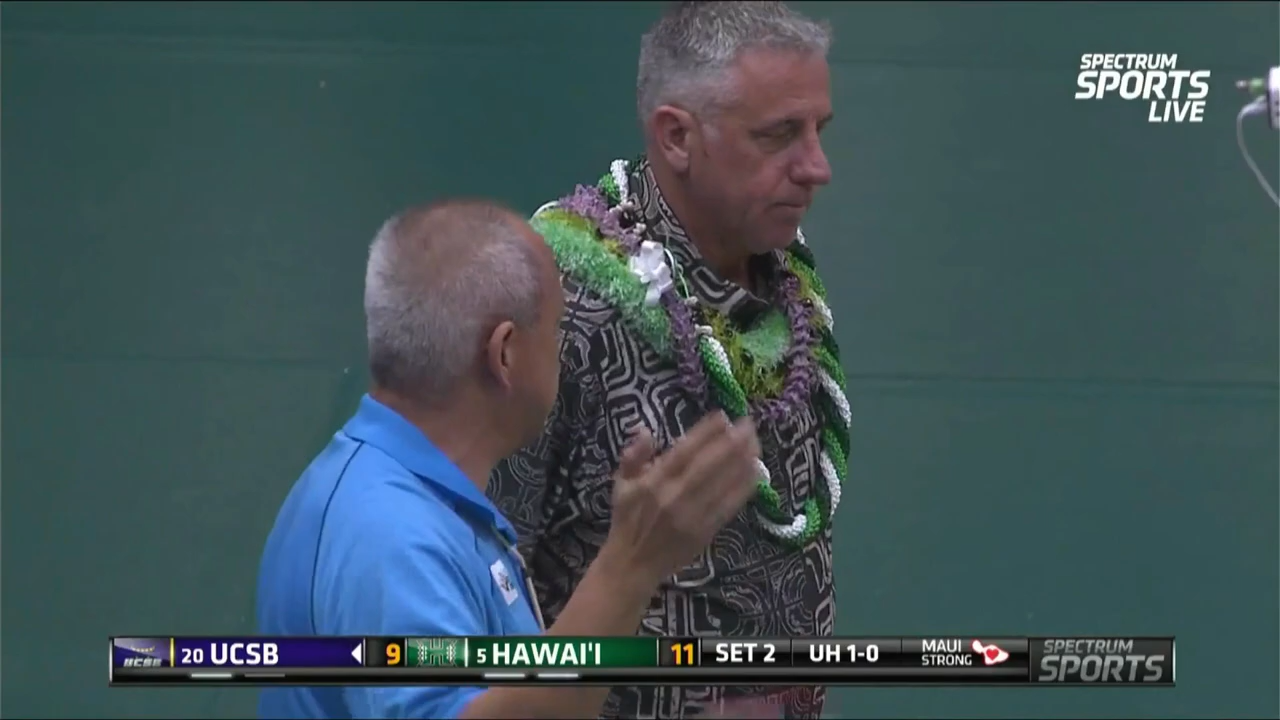 SPECTRUM
SPORTS
LIVE
UCSB 20 UCSB 9 H 5 HAWAI'I 11 SET 2 UH 1-0 MAUI STRONG SPECTRUM SPORTS